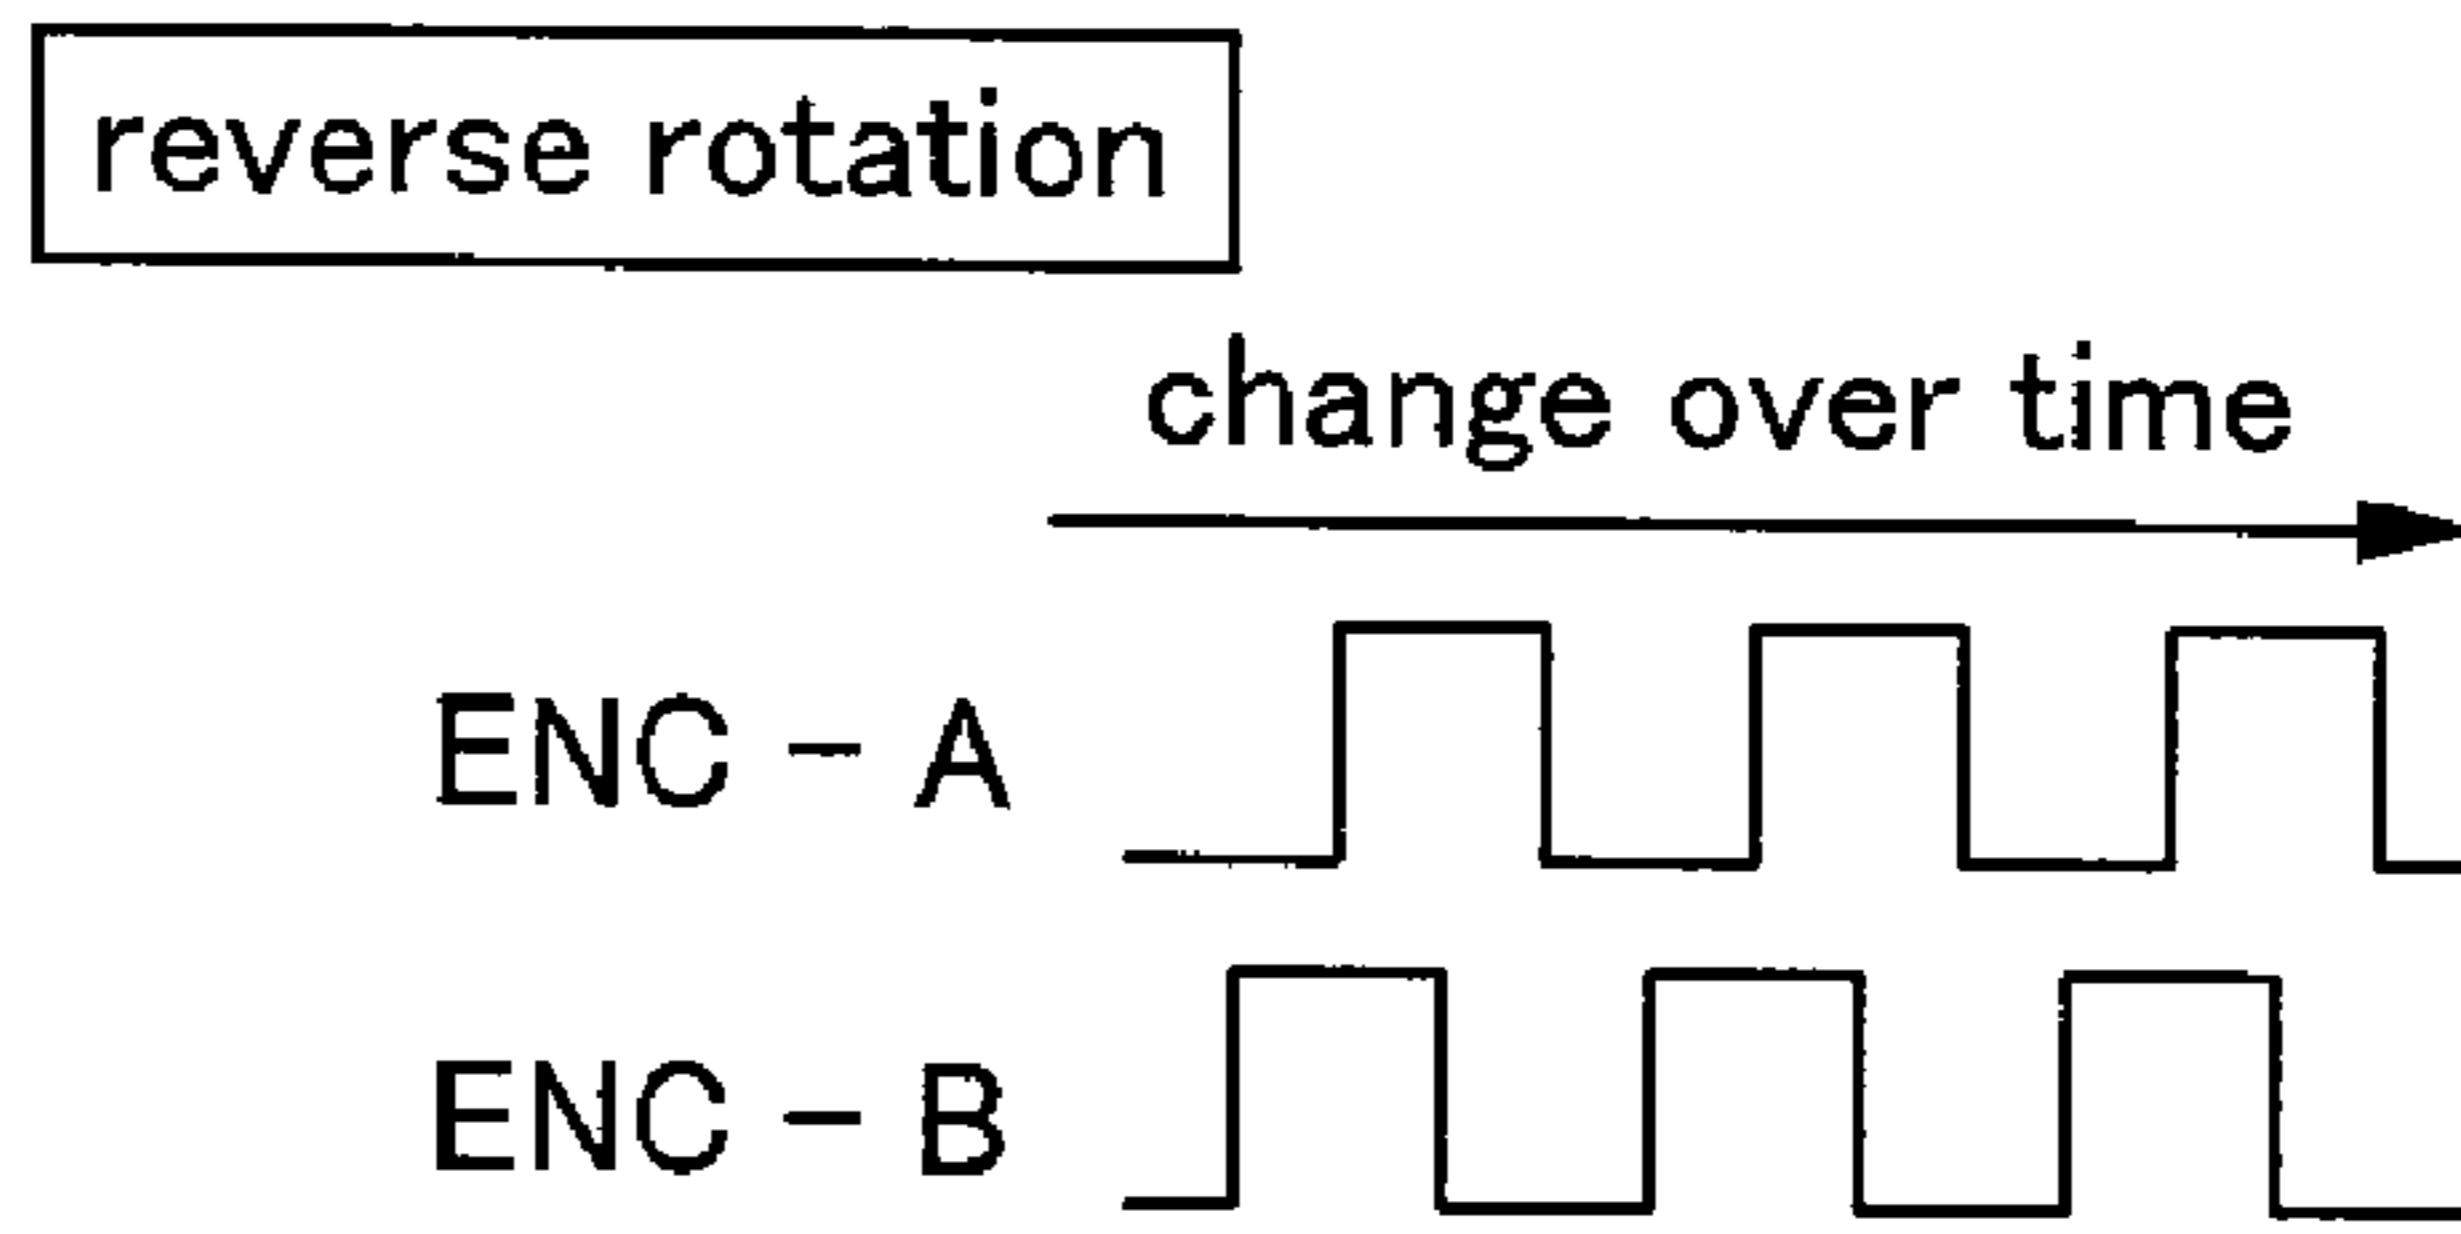 reverse rotation
change over time
ENC – A
ENC – B